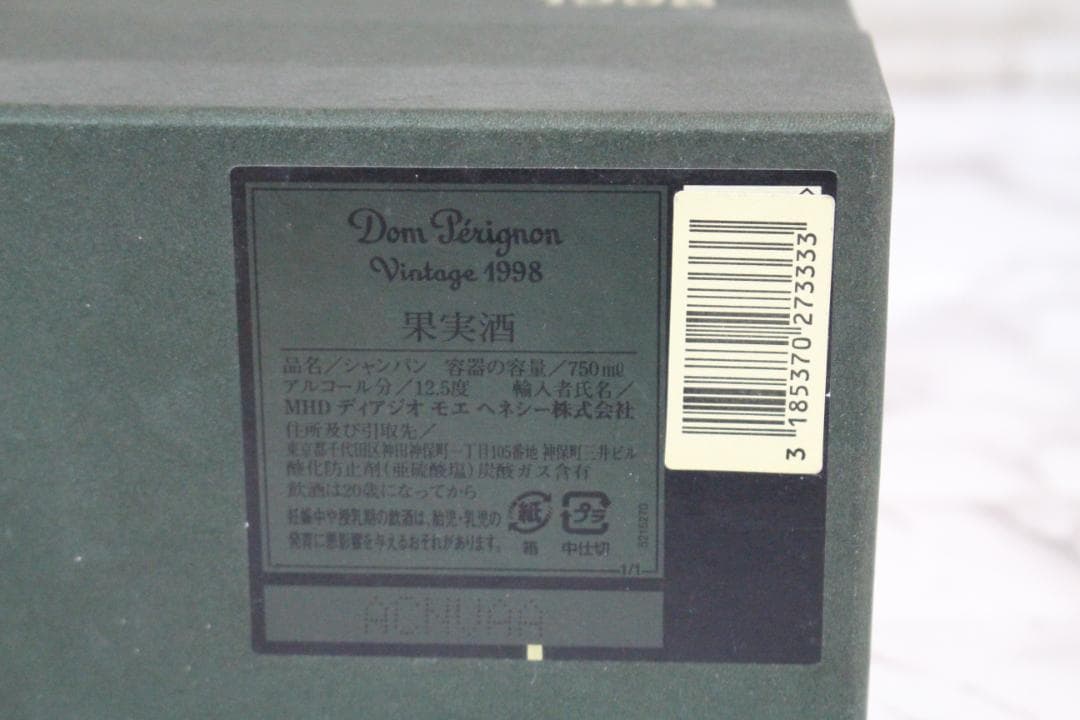 1998
Dom Pérignon
Vintage 1998
果実酒
品名／シャンパン 容器の容量／750㎖
アルコール分／12.5度 輸入者氏名／
MHD ディアジオ モエ ヘネシー株式会社
住所及び引取先／
東京都千代田区神田神保町一丁目105番地 神保町三井ビル
酸化防止剤(亜硫酸塩)炭酸ガス含有
飲酒は20歳になってから
妊娠中や授乳期の飲酒は、胎児・乳児の
発育に悪影響を与えるおそれがあります。
紙 プラ
箱 中仕切
1/1
3 185370 273333